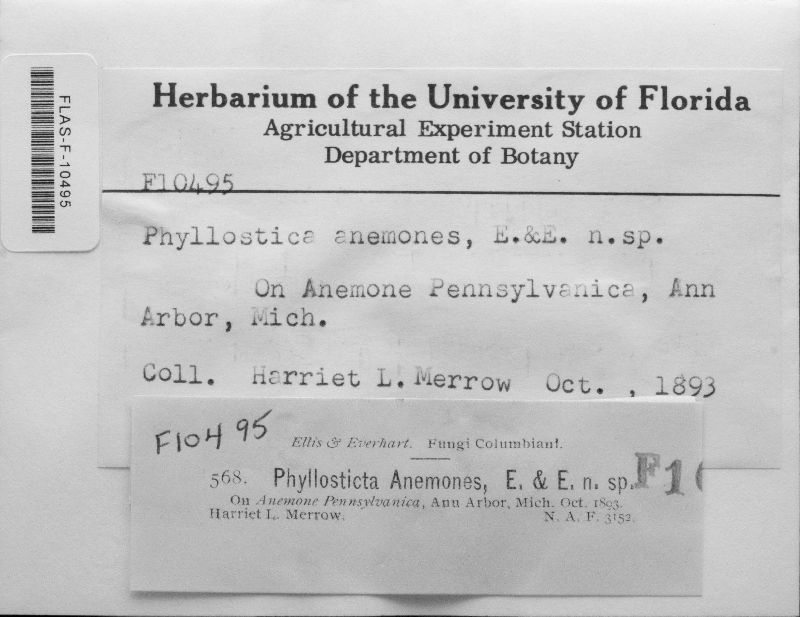 FLAS-F-10495
Herbarium of the University of Florida
Agricultural Experiment Station
Department of Botany
F10495
Phyllostica anemones, E.&E. n.sp.
On Anemone Pennsylvanica, Ann
Arbor, Mich.
Coll. Harriet L. Merrow Oct. , 1893
F10495
Ellis & Everhart. Fungi Columbiani.
568. Phyllosticta Anemones, E. & E. n. sp.
On Anemone Pennsylvanica, Ann Arbor, Mich. Oct. 1893.
Harriet L. Merrow. N. A. F. 3152.